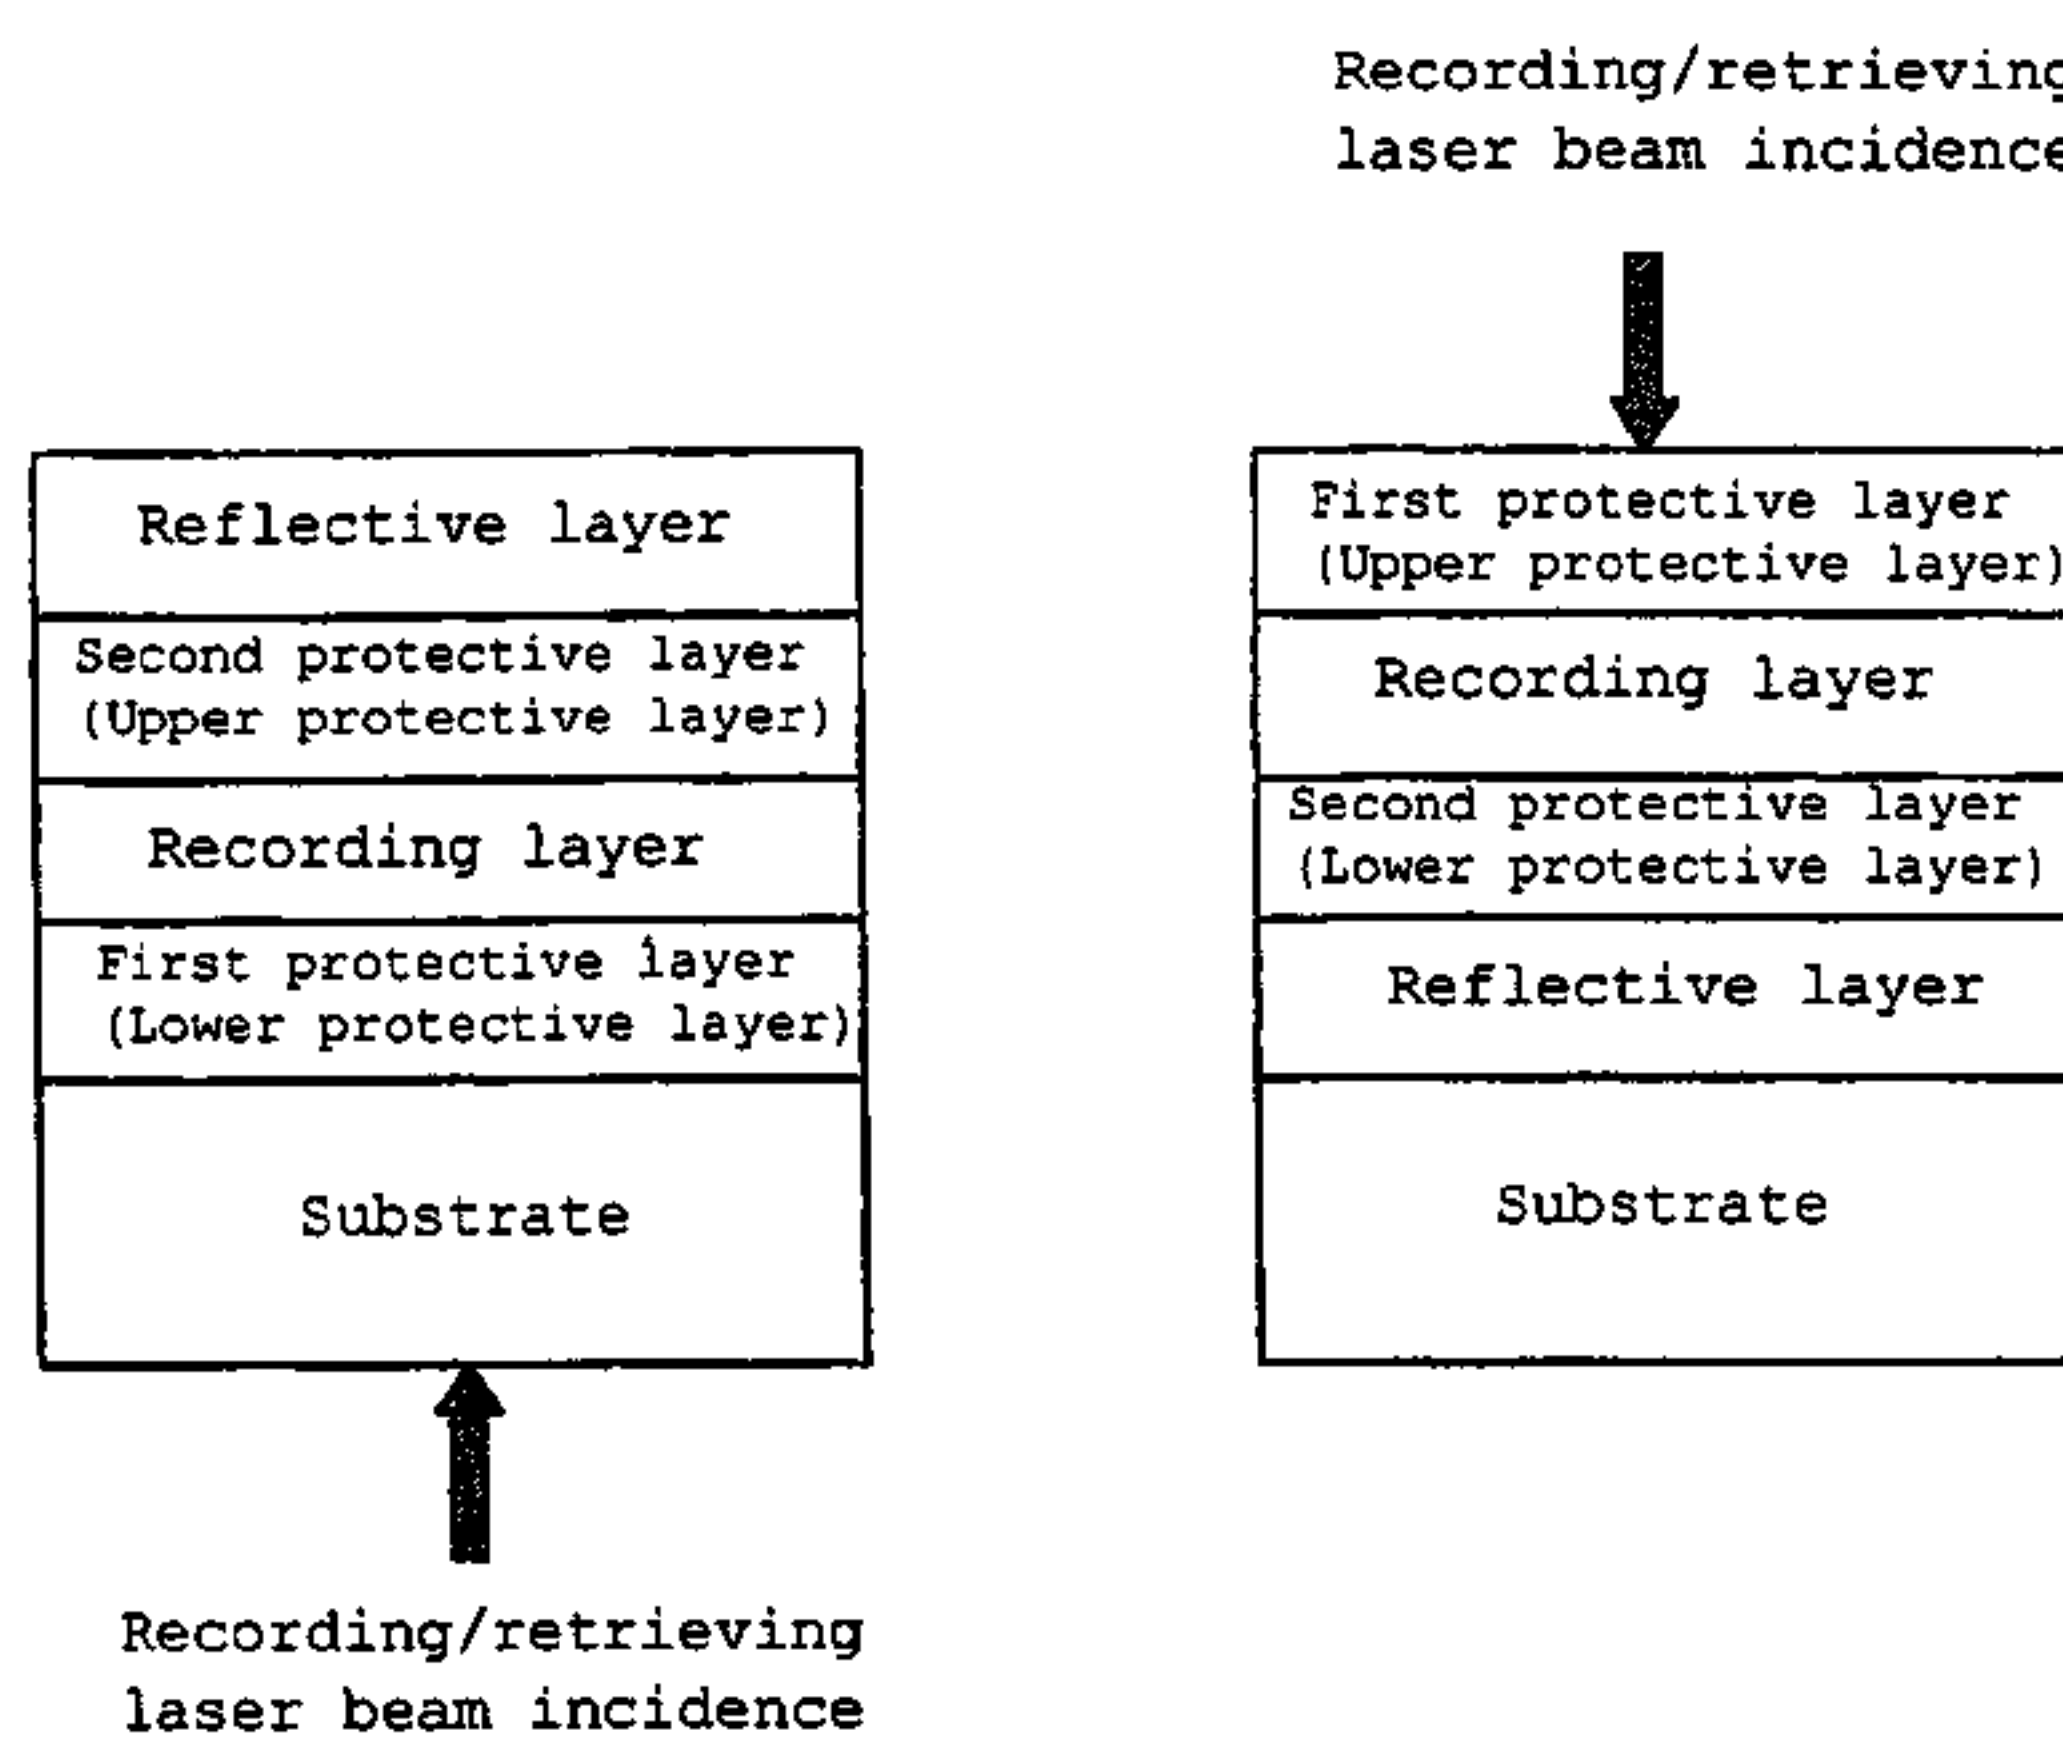 Reflective layer
Second protective layer
(Upper protective layer)
Recording layer
First protective layer
(Lower protective layer)
Substrate
Recording/retrieving
laser beam incidence
Recording/retrieving
laser beam incidence
First protective layer
(Upper protective layer)
Recording layer
Second protective layer
(Lower protective layer)
Reflective layer
Substrate